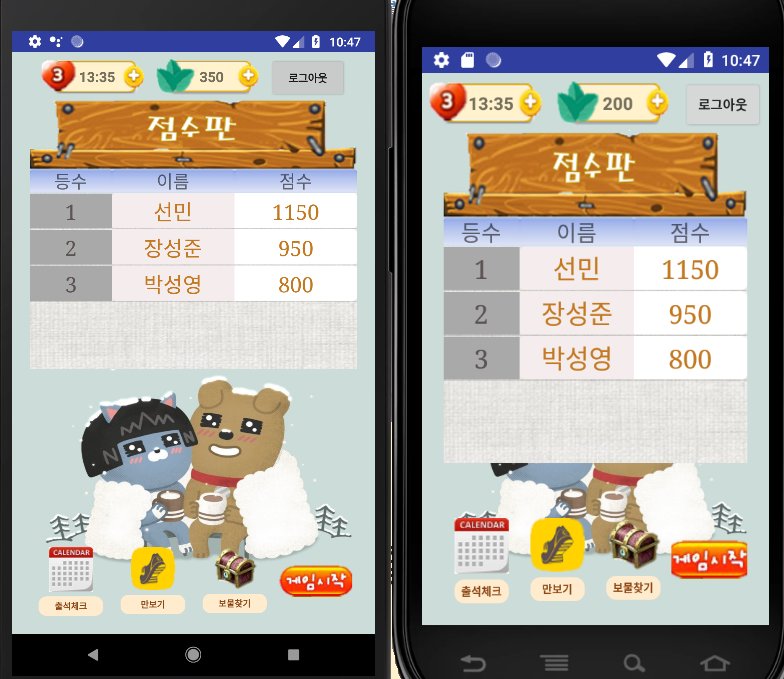 10:47
3 13:35 350 로그아웃
점수판
등수 이름 점수
1 선민 1150
2 장성준 950
3 박성영 800
CALENDAR
게임시작
출석체크 만보기 보물찾기
10:47
3 13:35 200 로그아웃
점수판
등수 이름 점수
1 선민 1150
2 장성준 950
3 박성영 800
CALENDAR
게임시작
출석체크 만보기 보물찾기